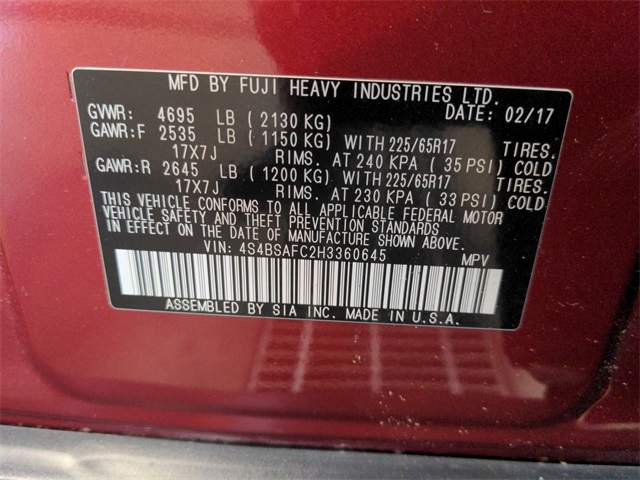 MFD BY FUJI HEAVY INDUSTRIES LTD.
GVWR: 4695 LB (2130 KG) DATE: 02/17
GAWR:F 2535 LB (1150 KG) WITH 225/65R17 TIRES.
17X7J RIMS. AT 240 KPA (35 PSI) COLD
GAWR:R 2645 LB (1200 KG) WITH 225/65R17 TIRES.
17X7J RIMS. AT 230 KPA (33 PSI) COLD
THIS VEHICLE CONFORMS TO ALL APPLICABLE FEDERAL MOTOR
VEHICLE SAFETY AND THEFT PREVENTION STANDARDS
IN EFFECT ON THE DATE OF MANUFACTURE SHOWN ABOVE.
VIN: 4S4BSAFC2H3360645 MPV
ASSEMBLED BY SIA INC. MADE IN U.S.A.